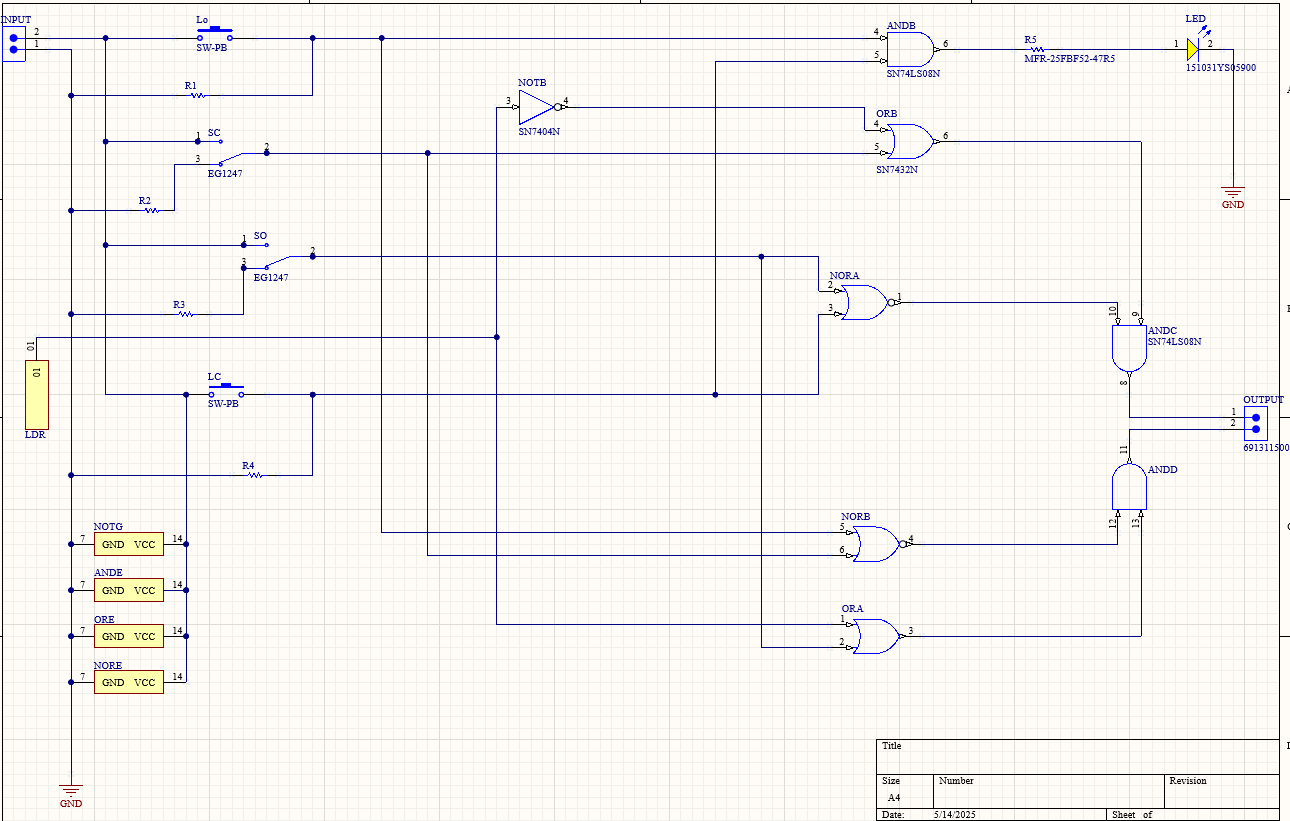 INPUT
2
1
Lo
SW-PB
R1
1
SC
3
2
EG1247
R2
1
SO
3
2
EG1247
R3
01
01
LDR
LC
SW-PB
R4
NOTG
7 GND VCC 14
ANDE
7 GND VCC 14
ORE
7 GND VCC 14
NORE
7 GND VCC 14
GND
NOTB
3
4
SN7404N
ANDB
4
5
6
SN74LS08N
R5
MFR-25FBF52-47R5
LED
1
2
151031YS05900
GND
ORB
4
5
6
SN7432N
NORA
2
3
1
10
9
ANDC
SN74LS08N
8
OUTPUT
1
2
691311500
11
ANDD
12
13
NORB
5
6
4
ORA
1
2
3
Title
Size
A4
Number
Revision
Date: 5/14/2025
Sheet of